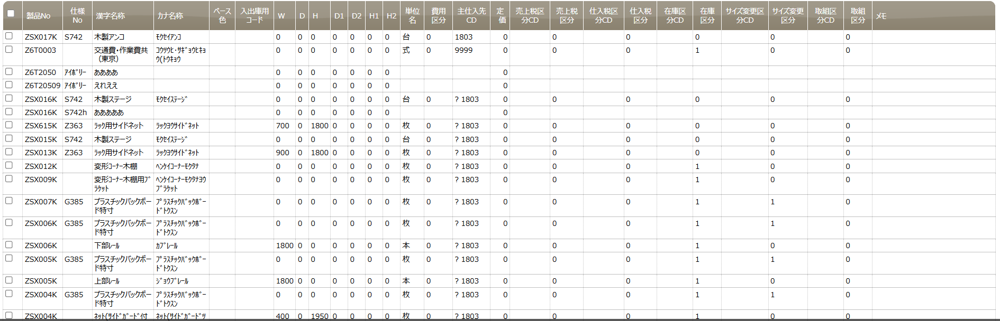 製品No 仕様No 漢字名称 カナ名称 ベース色 入出庫用コード W D H D1 D2 H1 H2 単位名 費用区分 主仕入先CD 定価 売上税区分CD 売上税区分 仕入税区分CD 仕入税区分 在庫区分CD 在庫区分 サイズ変更区分CD サイズ変更区分 取組区分CD 取組区分 メモ
ZSX017K S742 木製アンコ ﾓｸｾｲｱﾝｺ 0 0 0 0 0 0 0 台 0 1803 0 0 0 0 0 0
Z6T0003 交通費・作業費共（東京） ｺｳﾂｳﾋ･ｻｷﾞｮｳﾋｷｮｳ(ﾄｳｷｮｳ 0 0 0 0 0 0 0 式 0 9999 0 0 0 1 0 0
Z6T2050 ｱｲﾎﾞﾘｰ ああああ 0 0 0 0 0 0 0 0
Z6T20509 ｱｲﾎﾞﾘｰ えれええ 0 0 0 0 0 0 0 0
ZSX016K S742 木製ステージ ﾓｸｾｲｽﾃｰｼﾞ 0 0 0 0 0 0 0 台 0 ? 1803 0 0 0 0 0 0
ZSX016K S742h あああああ 0 0 0 0 0 0 0 0
ZSX615K Z363 ﾗｯｸ用サイドネット ﾗｯｸﾖｳｻｲﾄﾞﾈｯﾄ 700 0 1800 0 0 0 0 枚 0 ? 1803 0 0 0 0 0 0
ZSX015K S742 木製ステージ ﾓｸｾｲｽﾃｰｼﾞ 0 0 0 0 0 0 0 台 0 ? 1803 0 0 0 0 0 0
ZSX013K Z363 ﾗｯｸ用サイドネット ﾗｯｸﾖｳｻｲﾄﾞﾈｯﾄ 900 0 1800 0 0 0 0 枚 0 ? 1803 0 0 0 0 0 0
ZSX012K 変形ｺｰﾅｰ木棚 ﾍﾝｹｲｺｰﾅｰﾓｸﾀﾅ 0 0 0 0 0 0 0 枚 0 ? 1803 0 0 0 1 0 0
ZSX009K 変形ｺｰﾅｰ木棚用ﾌﾞﾗｹｯﾄ ﾍﾝｹｲｺｰﾅｰﾓｸﾀﾅﾖｳﾌﾞﾗｹｯﾄ 0 0 0 0 0 0 0 枚 0 ? 1803 0 0 0 1 0 0
ZSX007K G385 プラスチックバックボード特寸 ﾌﾟﾗｽﾁｯｸﾊﾞｯｸﾎﾞｰﾄﾞﾄｸｽﾝ 0 0 0 0 0 0 0 枚 0 ? 1803 0 0 0 1 1 0
ZSX006K G385 プラスチックバックボード特寸 ﾌﾟﾗｽﾁｯｸﾊﾞｯｸﾎﾞｰﾄﾞﾄｸｽﾝ 0 0 0 0 0 0 0 枚 0 ? 1803 0 0 0 1 1 0
ZSX006K 下部ﾚｰﾙ ｶﾌﾞﾚｰﾙ 1800 0 0 0 0 0 0 本 0 ? 1803 0 0 0 1 0 0
ZSX005K G385 プラスチックバックボード特寸 ﾌﾟﾗｽﾁｯｸﾊﾞｯｸﾎﾞｰﾄﾞﾄｸｽﾝ 0 0 0 0 0 0 0 枚 0 ? 1803 0 0 0 1 1 0
ZSX005K 上部ﾚｰﾙ ｼﾞｮｳﾌﾞﾚｰﾙ 1800 0 0 0 0 0 0 本 0 ? 1803 0 0 0 1 0 0
ZSX004K G385 プラスチックバックボード特寸 ﾌﾟﾗｽﾁｯｸﾊﾞｯｸﾎﾞｰﾄﾞﾄｸｽﾝ 0 0 0 0 0 0 0 枚 0 ? 1803 0 0 0 1 1 0
ZSX004K ﾈｯﾄ(ｻｲﾄﾞｶﾞｰﾄﾞ付 ﾈｯﾄ(ｻｲﾄﾞｶﾞｰﾄﾞﾂ 400 0 1950 0 0 0 0 枚 0 ? 1803 0 0 0 1 0 0